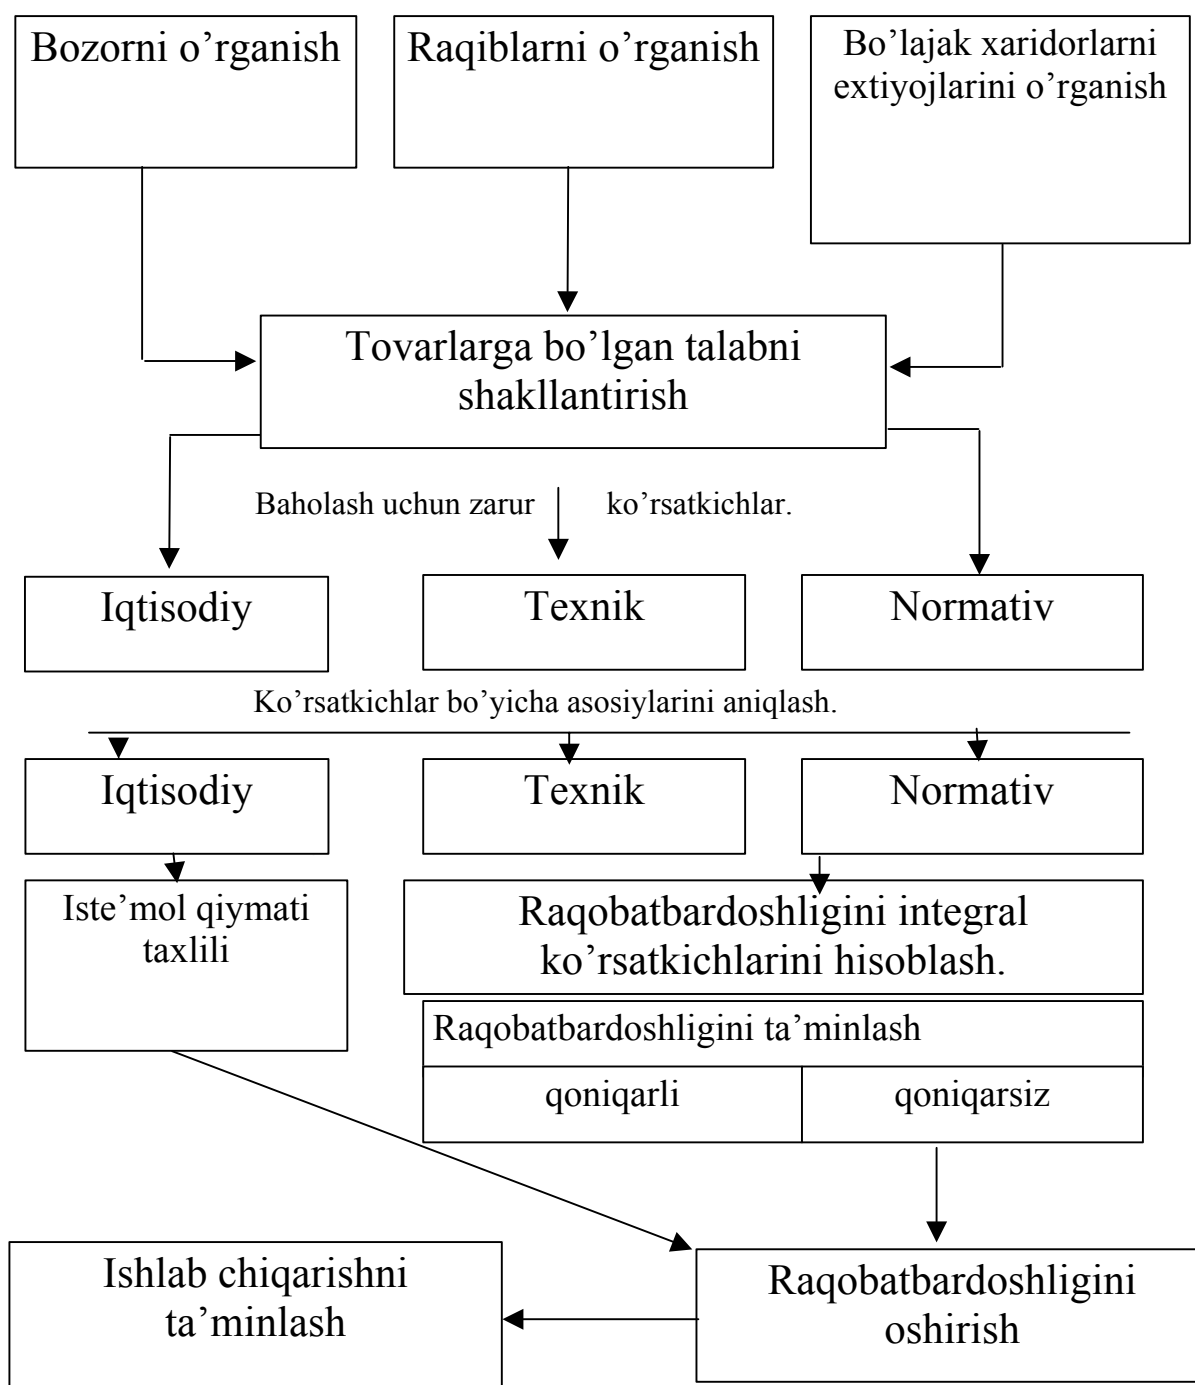 Bozorni o’rganish
Raqiblarni o’rganish
Bo’lajak xaridorlarni
extiyojlarini o’rganish
Tovarlarga bo’lgan talabni
shakllantirish
Baholash uchun zarur ko’rsatkichlar.
Iqtisodiy
Texnik
Normativ
Ko’rsatkichlar bo’yicha asosiylarini aniqlash.
Iqtisodiy
Texnik
Normativ
Iste’mol qiymati
taxlili
Raqobatbardoshligini integral
ko’rsatkichlarini hisoblash.
Raqobatbardoshligini ta’minlash
qoniqarli
qoniqarsiz
Ishlab chiqarishni
ta’minlash
Raqobatbardoshligini
oshirish